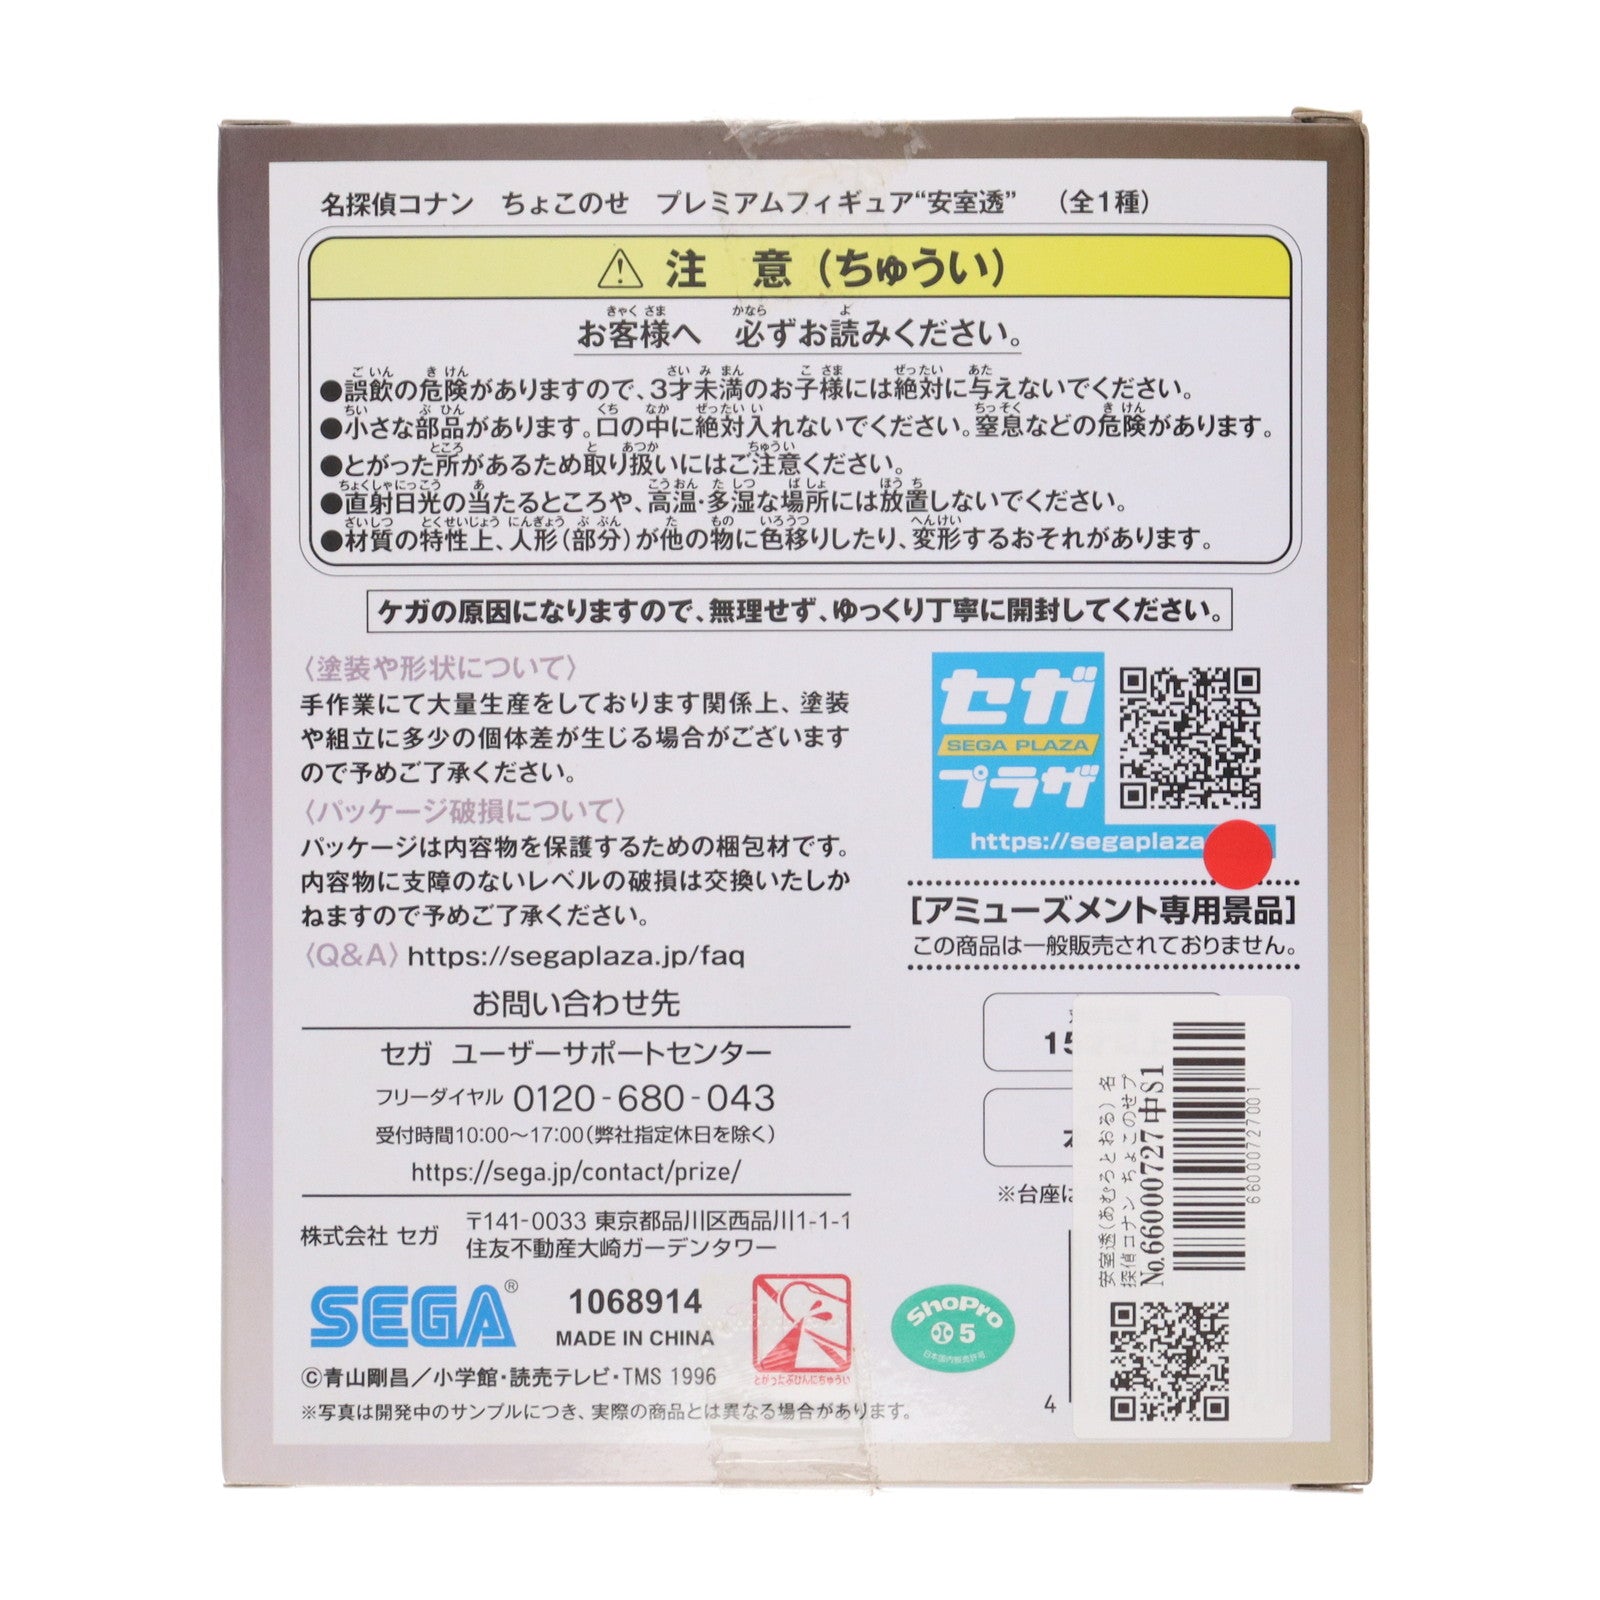 名探偵コナン ちょこのせ プレミアムフィギュア“安室透” （全1種）
注 意（ちゅうい）
お客様へ 必ずお読みください。
●誤飲の危険がありますので、3才未満のお子様には絶対に与えないでください。
●小さな部品があります。口の中に絶対入れないでください。窒息などの危険があります。
●とがった所があるため取り扱いにはご注意ください。
●直射日光の当たるところや、高温・多湿な場所には放置しないでください。
●材質の特性上、人形（部分）が他の物に色移りしたり、変形するおそれがあります。
ケガの原因になりますので、無理せず、ゆっくり丁寧に開封してください。
〈塗装や形状について〉
手作業にて大量生産をしております関係上、塗装
や組立に多少の個体差が生じる場合がございます
ので予めご了承ください。
〈パッケージ破損について〉
パッケージは内容物を保護するための梱包材です。
内容物に支障のないレベルの破損は交換いたしか
ねますので予めご了承ください。
〈Q&A〉https://segaplaza.jp/faq
お問い合わせ先
セガ ユーザーサポートセンター
フリーダイヤル 0120-680-043
受付時間10:00〜17:00（弊社指定休日を除く）
https://sega.jp/contact/prize/
株式会社 セガ
〒141-0033 東京都品川区西品川1-1-1
住友不動産大崎ガーデンタワー
SEGA®
1068914
MADE IN CHINA
とがったぶひんにちゅうい
ShoPro
5
日本国内販売許可
©青山剛昌／小学館・読売テレビ・TMS 1996
※写真は開発中のサンプルにつき、実際の商品とは異なる場合があります。
セガ
SEGA PLAZA
プラザ
https://segaplaza
［アミューズメント専用景品］
この商品は一般販売されておりません。
15
※台座は
4
安室透(あむろとおる) 名
探偵コナン ちょこのせプ
No.66000727中S1
66000727001